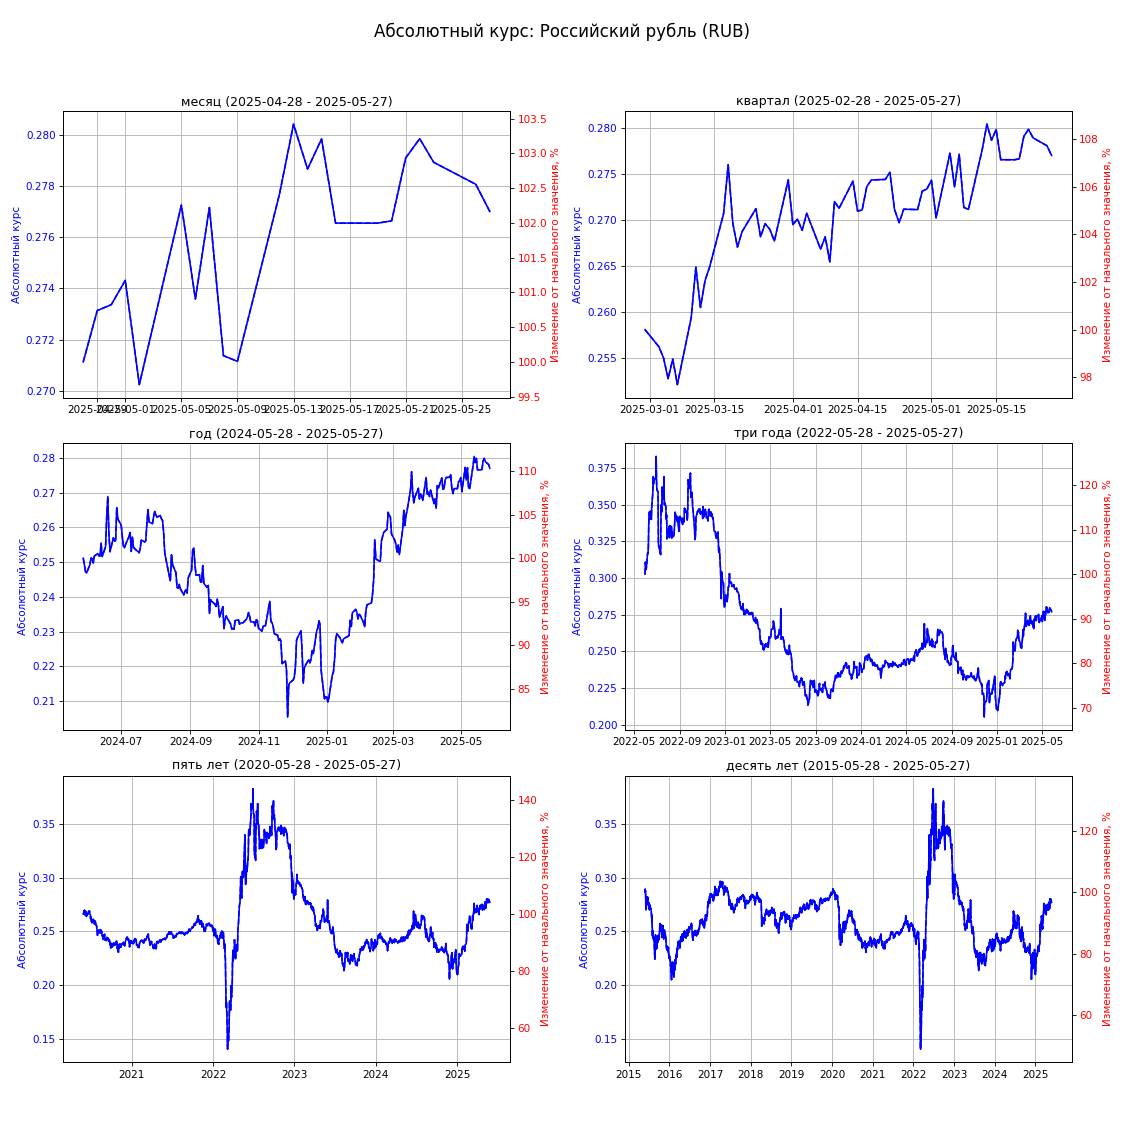 Абсолютный курс: Российский рубль (RUB)
месяц (2025-04-28 - 2025-05-27)
Абсолютный курс
0.280
0.278
0.276
0.274
0.272
0.270
103.5
103.0
102.5
102.0
101.5
101.0
100.5
100.0
99.5
Изменение от начального значения, %
2025-04-29 2025-05-01 2025-05-05 2025-05-09 2025-05-13 2025-05-17 2025-05-21 2025-05-25
квартал (2025-02-28 - 2025-05-27)
Абсолютный курс
0.280
0.275
0.270
0.265
0.260
0.255
108
106
104
102
100
98
Изменение от начального значения, %
2025-03-01 2025-03-15 2025-04-01 2025-04-15 2025-05-01 2025-05-15
год (2024-05-28 - 2025-05-27)
Абсолютный курс
0.28
0.27
0.26
0.25
0.24
0.23
0.22
0.21
110
105
100
95
90
85
Изменение от начального значения, %
2024-07 2024-09 2024-11 2025-01 2025-03 2025-05
три года (2022-05-28 - 2025-05-27)
Абсолютный курс
0.375
0.350
0.325
0.300
0.275
0.250
0.225
0.200
120
110
100
90
80
70
Изменение от начального значения, %
2022-05 2022-09 2023-01 2023-05 2023-09 2024-01 2024-05 2024-09 2025-01 2025-05
пять лет (2020-05-28 - 2025-05-27)
Абсолютный курс
0.35
0.30
0.25
0.20
0.15
140
120
100
80
60
Изменение от начального значения, %
2021 2022 2023 2024 2025
десять лет (2015-05-28 - 2025-05-27)
Абсолютный курс
0.35
0.30
0.25
0.20
0.15
120
100
80
60
Изменение от начального значения, %
2015 2016 2017 2018 2019 2020 2021 2022 2023 2024 2025